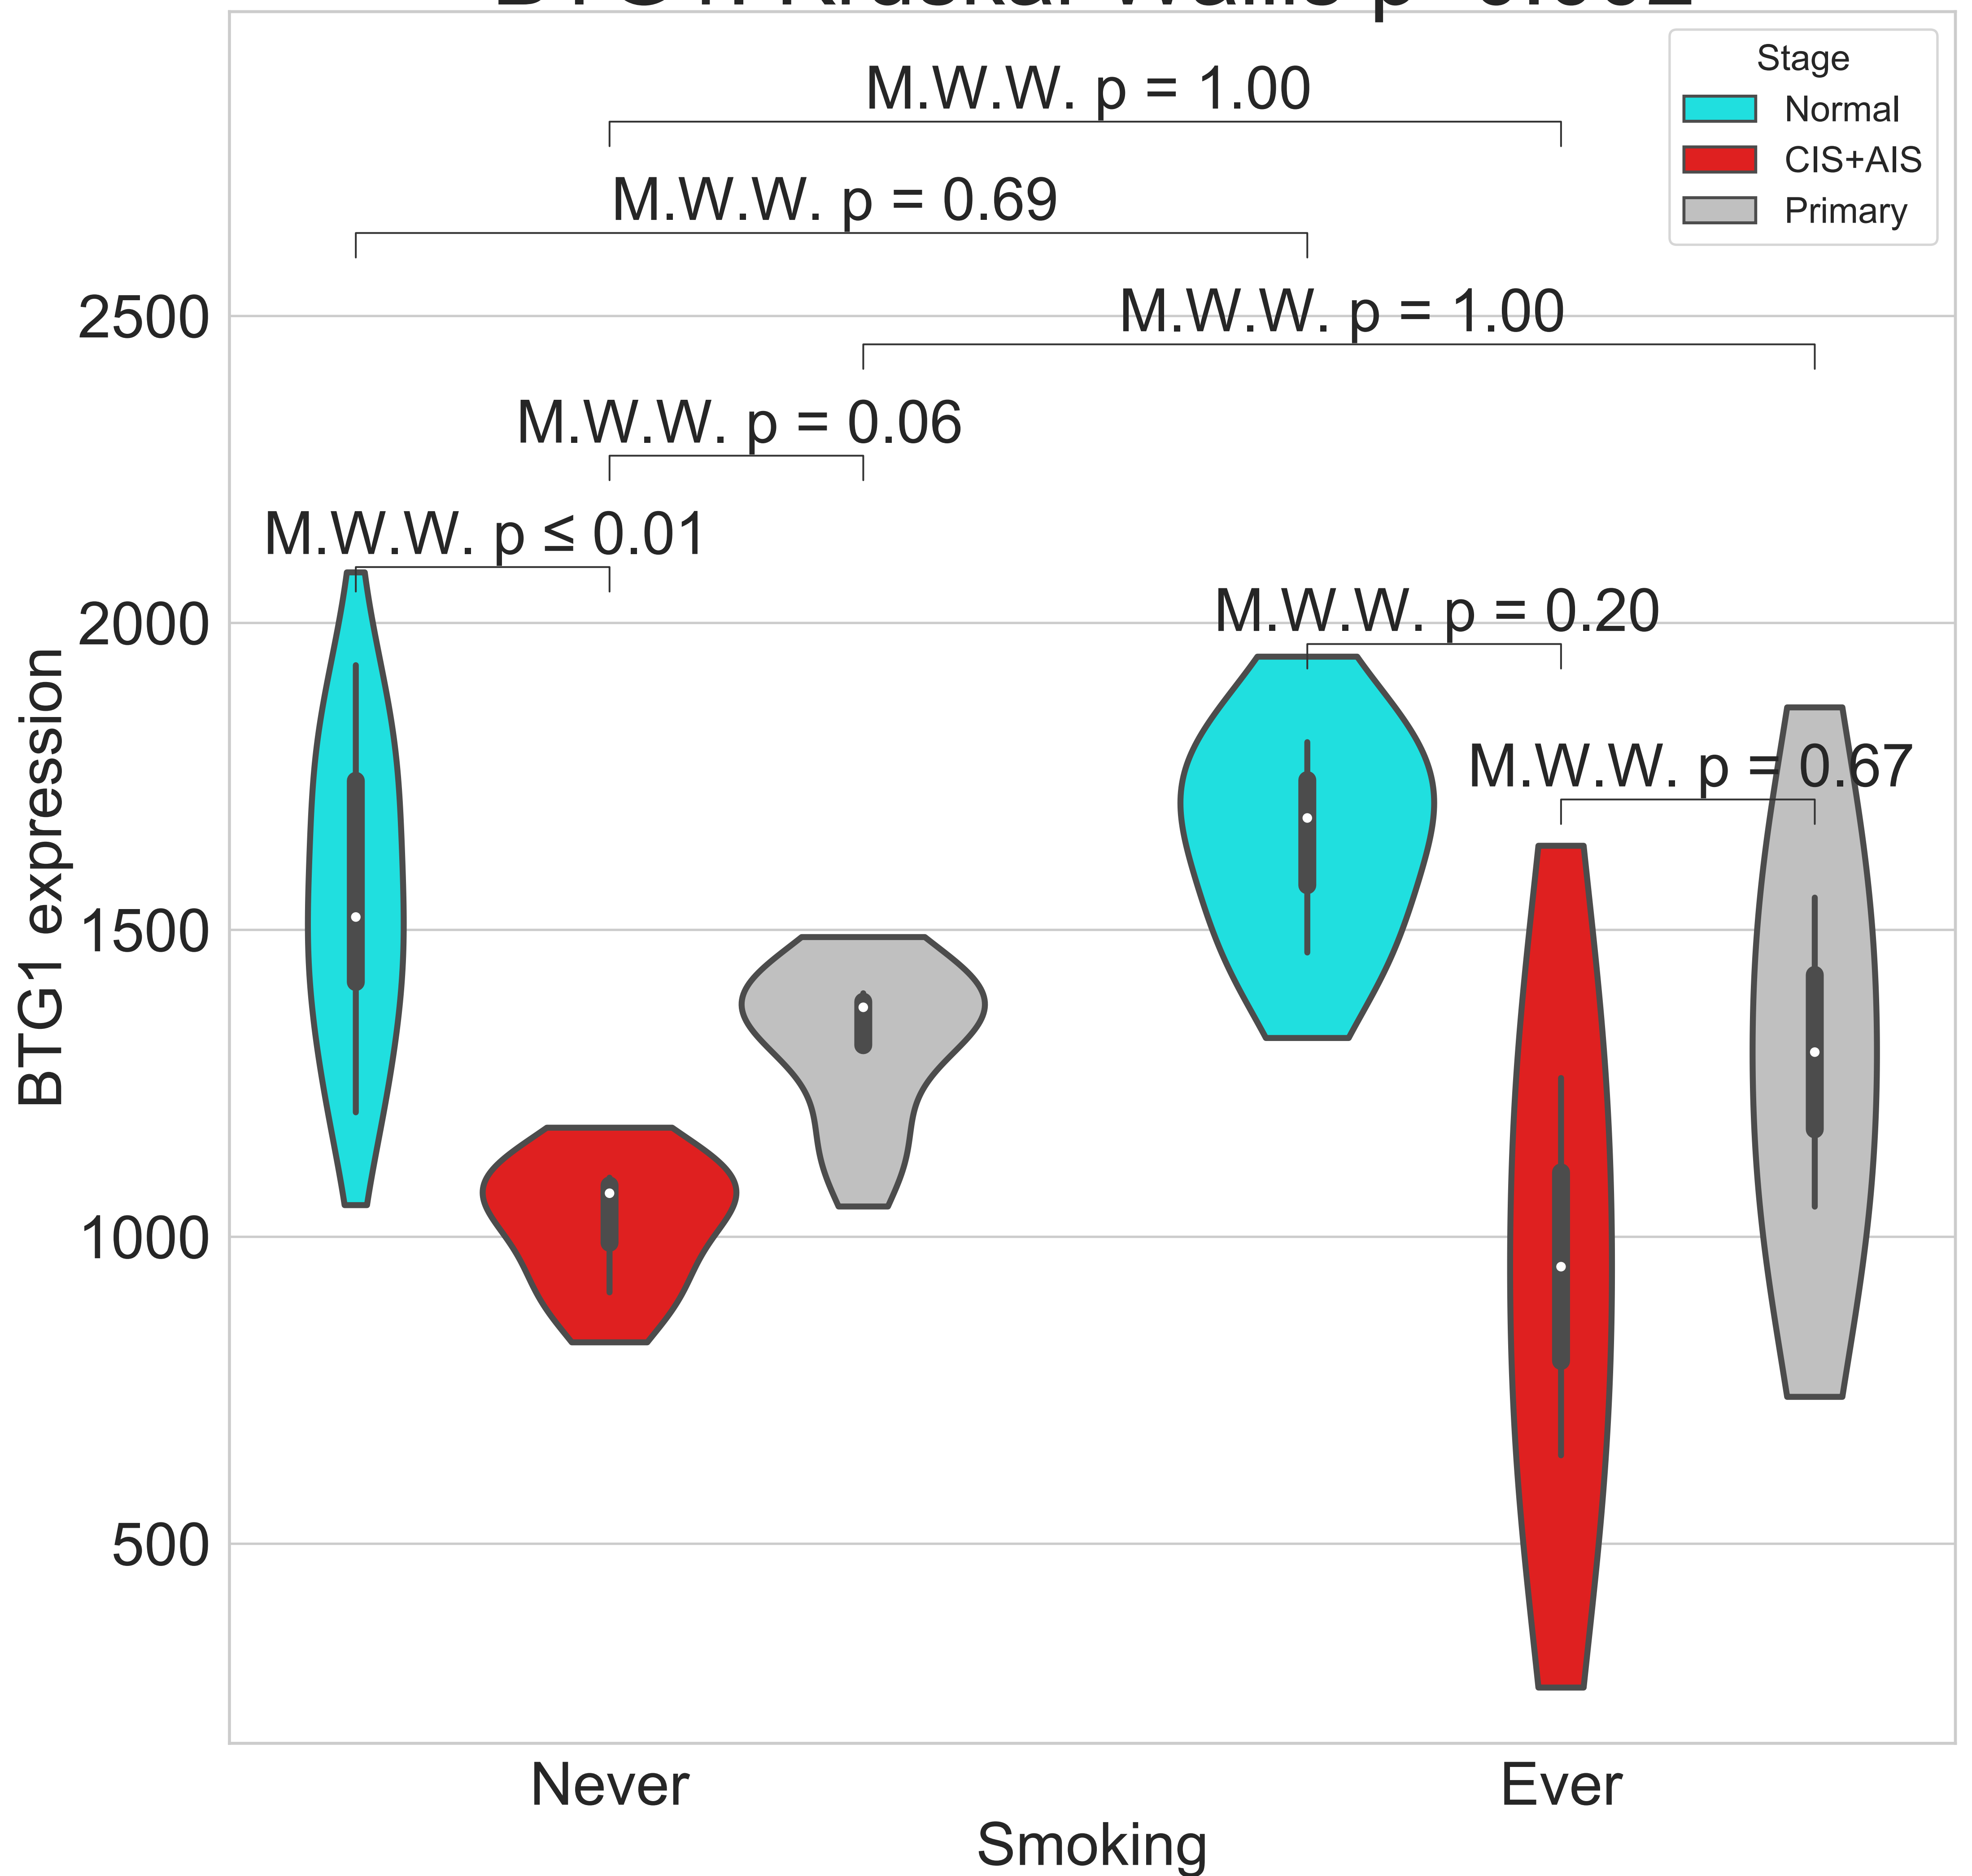 Stage
Normal
CIS+AIS
Primary
M.W.W. p = 1.00
M.W.W. p = 0.69
M.W.W. p = 1.00
M.W.W. p = 0.06
M.W.W. p ≤ 0.01
M.W.W. p = 0.20
M.W.W. p = 0.67
2500
2000
1500
1000
500
BTG1 expression
Never
Ever
Smoking